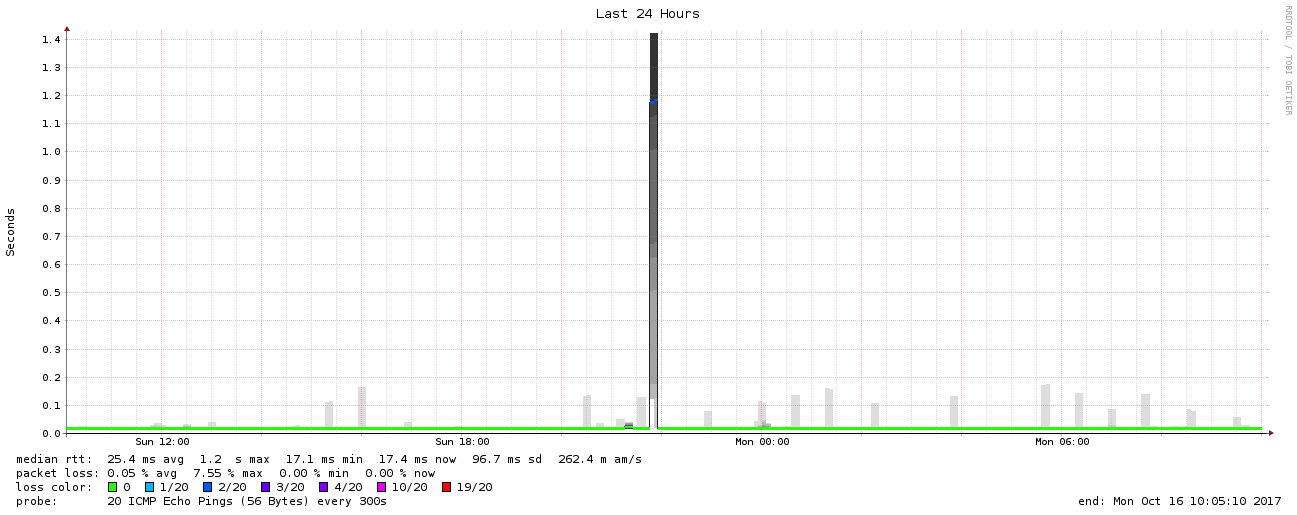 Last 24 Hours
RRDTOOL / TOBI OETIKER
Seconds
1.4
1.3
1.2
1.1
1.0
0.9
0.8
0.7
0.6
0.5
0.4
0.3
0.2
0.1
0.0
Sun 12:00 Sun 18:00 Mon 00:00 Mon 06:00
median rtt: 25.4 ms avg 1.2 s max 17.1 ms min 17.4 ms now 96.7 ms sd 262.4 m am/s
packet loss: 0.05 % avg 7.55 % max 0.00 % min 0.00 % now
loss color: 0 1/20 2/20 3/20 4/20 10/20 19/20
probe: 20 ICMP Echo Pings (56 Bytes) every 300s end: Mon Oct 16 10:05:10 2017